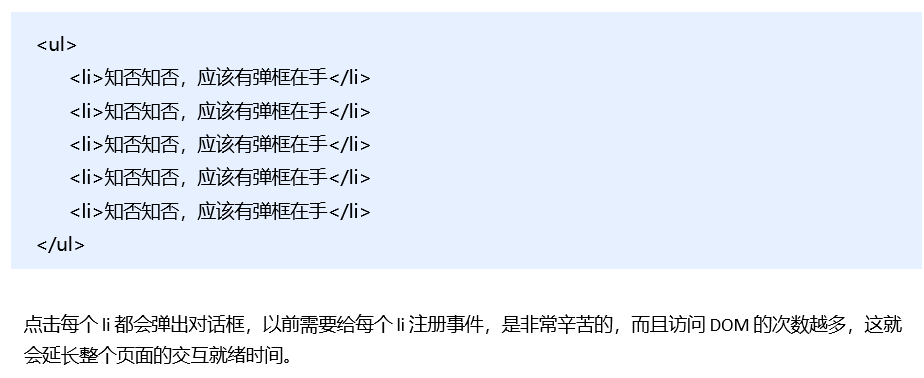 <ul>
<li>知否知否，应该有弹框在手</li>
<li>知否知否，应该有弹框在手</li>
<li>知否知否，应该有弹框在手</li>
<li>知否知否，应该有弹框在手</li>
<li>知否知否，应该有弹框在手</li>
</ul>
点击每个 li 都会弹出对话框，以前需要给每个 li 注册事件，是非常辛苦的，而且访问 DOM 的次数越多，这就
会延长整个页面的交互就绪时间。